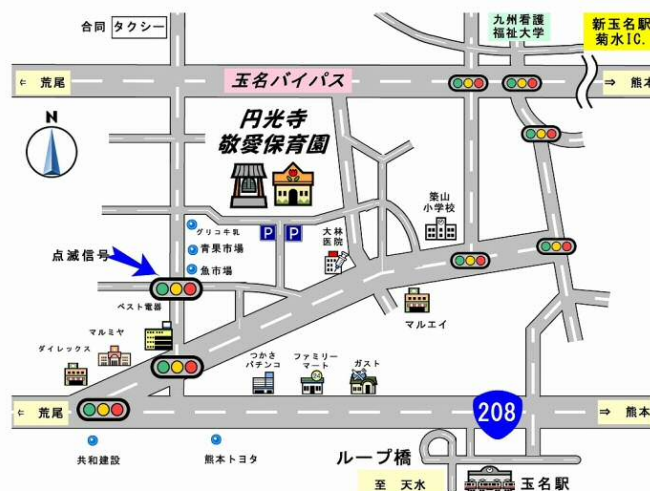 合同 タクシー
九州看護
福祉大学
新玉名駅
菊水IC.
← 荒尾
玉名バイパス
⇒ 熊本
N
円光寺
敬愛保育園
築山
小学校
グリコ牛乳
P P
大林
医院
青果市場
点滅信号
魚市場
ベスト電器
マルエイ
マルミヤ
ダイレックス
つかさ
パチンコ
ファミリー
マート
ガスト
← 荒尾
208
⇒ 熊本
共和建設
熊本トヨタ
ループ橋
至 天水
玉名駅